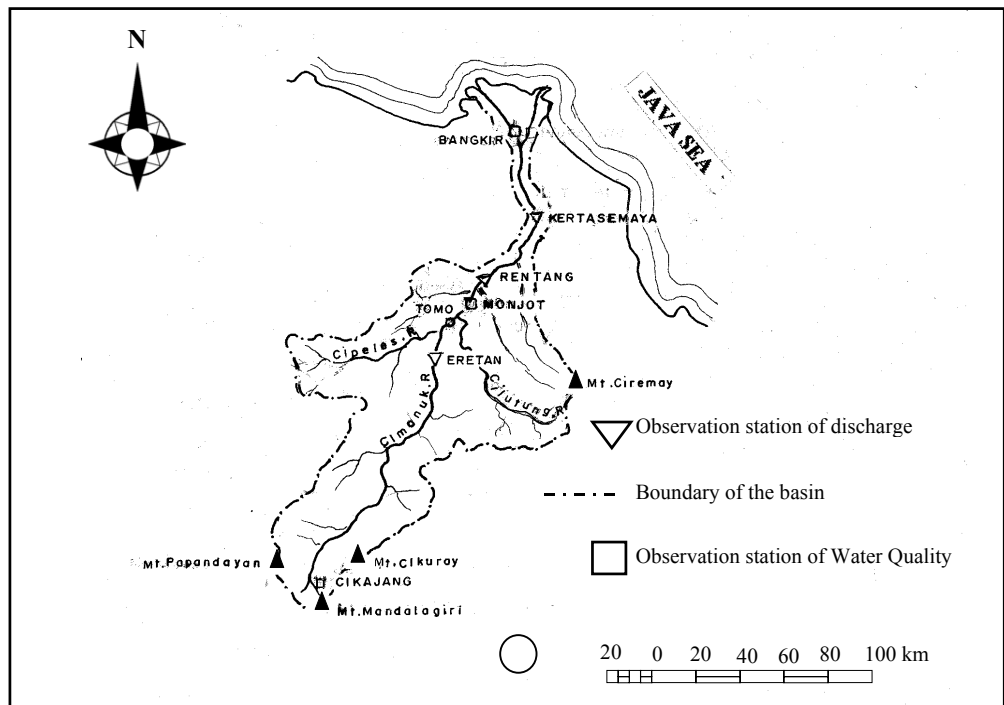 N
JAVA SEA
BANGKIR
KERTASEMAYA
RENTANG
MONJOT
TOMO
Cipeles.R
ERETAN
Mt.Ciremay
Cilutung.R
Cimanuk.R
Observation station of discharge
Boundary of the basin
Mt.Papandayan
Mt.Cikuray
Observation station of Water Quality
CIKAJANG
Mt.Mandalagiri
20 0 20 40 60 80 100 km